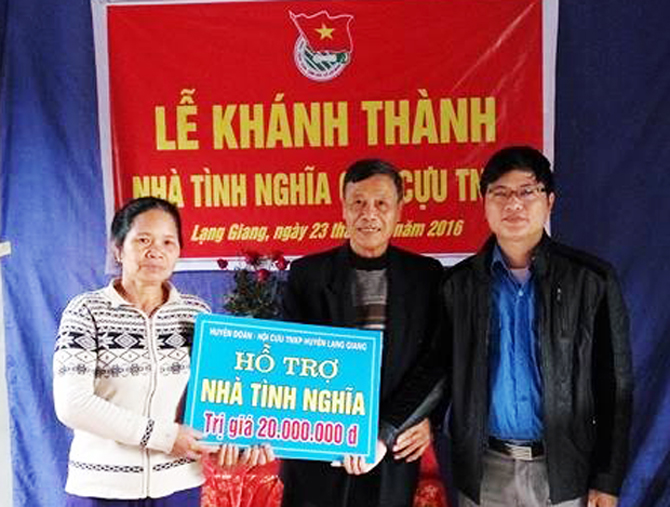 LỄ KHÁNH THÀNH
NHÀ TÌNH NGHĨA CỰU
Lạng Giang, ngày 23 năm 2016
HUYỆN ĐOÀN - HỘI CỰU TNXP HUYỆN LẠNG GIANG
HỖ TRỢ
NHÀ TÌNH NGHĨA
Trị giá 20.000.000 đ